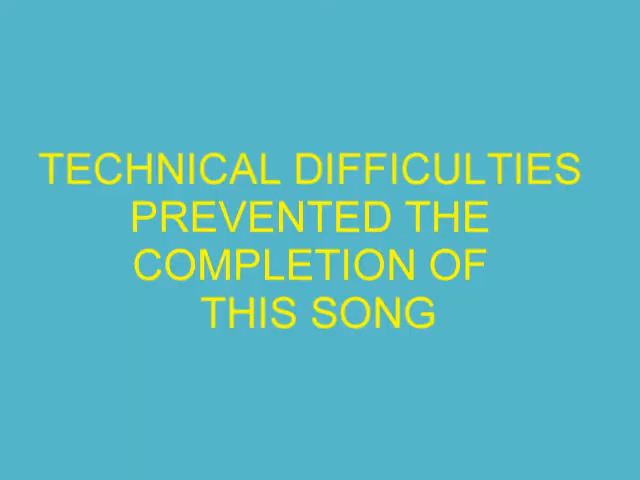 TECHNICAL DIFFICULTIES
PREVENTED THE
COMPLETION OF
THIS SONG